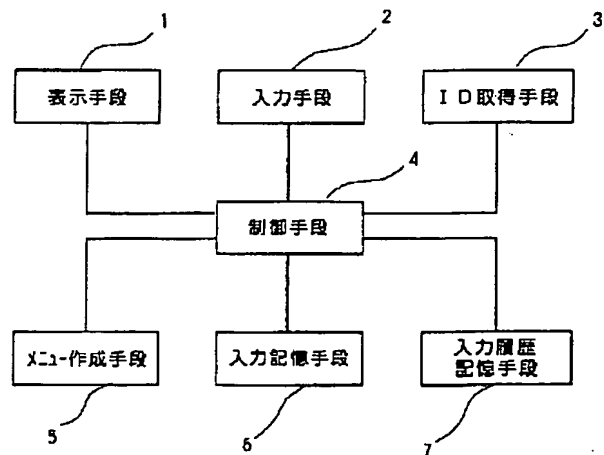 1
2
3
表示手段
入力手段
ID取得手段
4
制御手段
メニュー作成手段
入力記憶手段
入力履歴
記憶手段
5
6
7